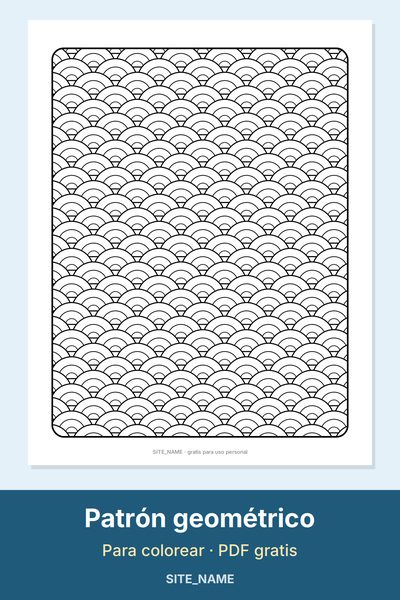 SITE_NAME · gratis para uso personal
Patrón geométrico
Para colorear · PDF gratis
SITE_NAME